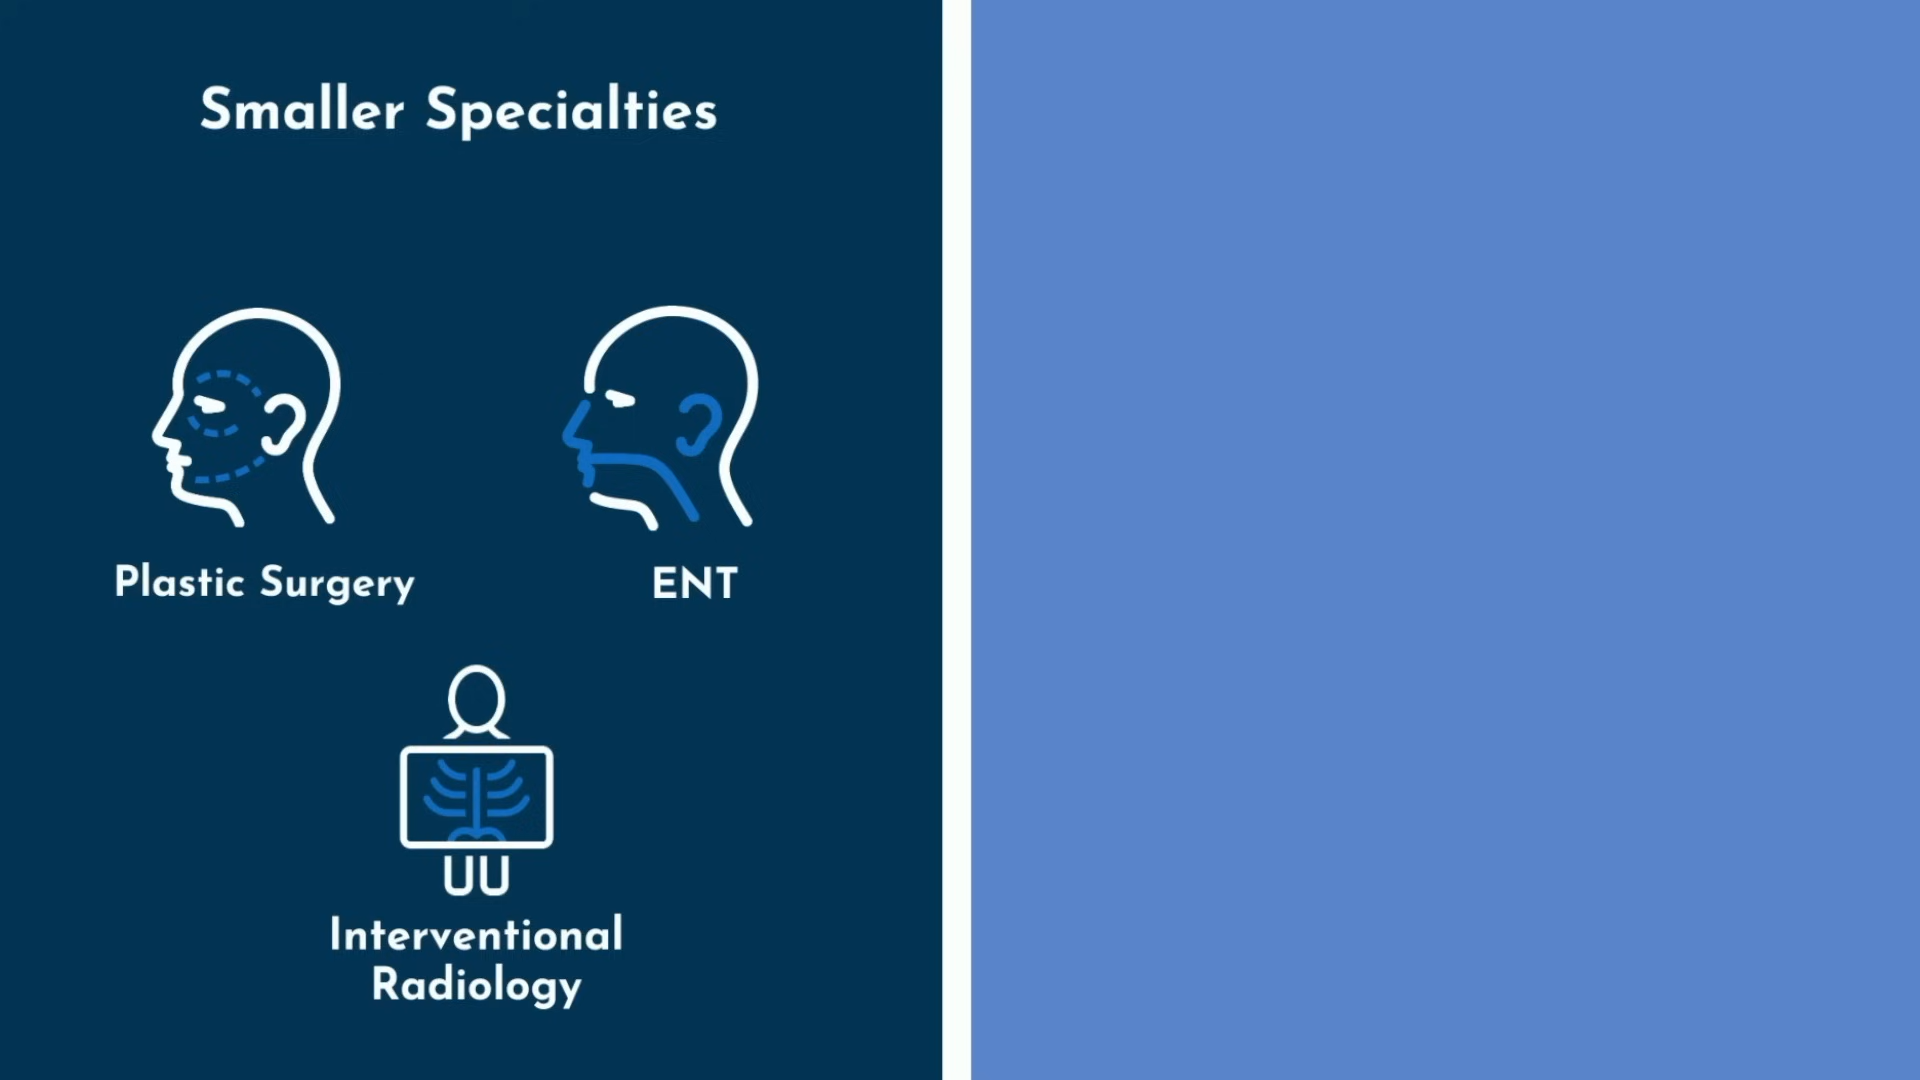 Smaller Specialties
Plastic Surgery
ENT
Interventional
Radiology